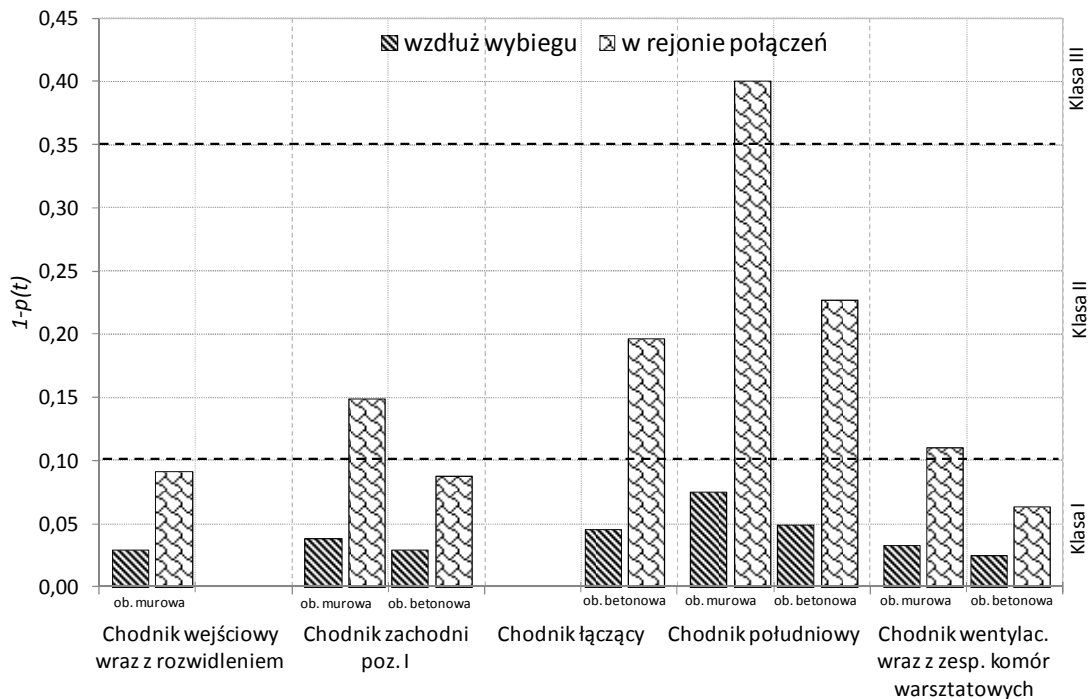 0,45
0,40
0,35
0,30
0,25
0,20
0,15
0,10
0,05
0,00
1-p(t)
wzdłuż wybiegu
w rejonie połączeń
Klasa III
Klasa II
Klasa I
ob. murowa
ob. murowa
ob. betonowa
ob. betonowa
ob. murowa
ob. betonowa
ob. murowa
ob. betonowa
Chodnik wejściowy
wraz z rozwidleniem
Chodnik zachodni
poz. I
Chodnik łączący
Chodnik południowy
Chodnik wentylac.
wraz z zesp. komór
warsztatowych